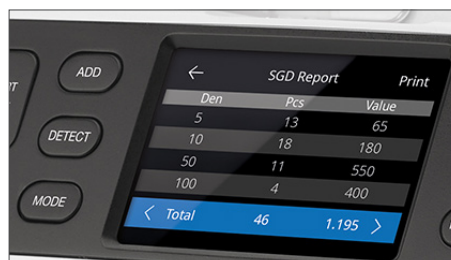 IT
ADD
DETECT
MODE
← SGD Report Print
Den Pcs Value
5 13 65
10 18 180
50 11 550
100 4 400
< Total 46 1.195 >